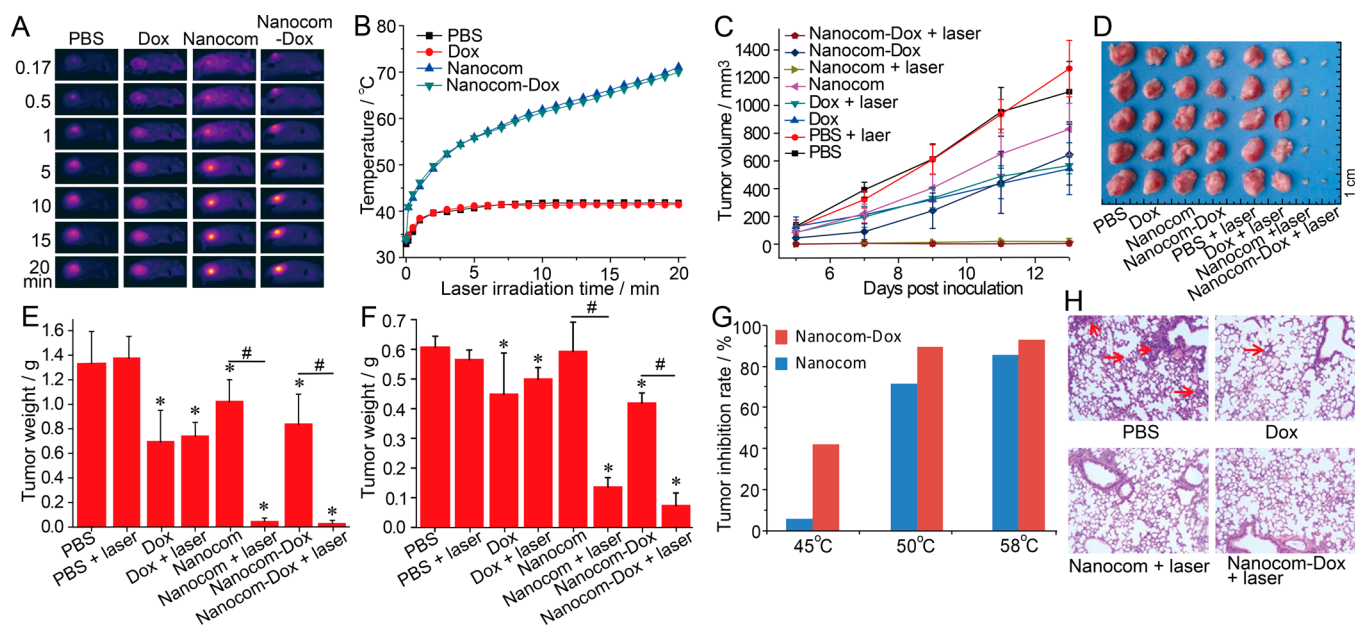 A
PBS
Dox
Nanocom
Nanocom
-Dox
0.17
0.5
1
5
10
15
20
min
B
Temperature / °C
80
70
60
50
40
30
PBS
Dox
Nanocom
Nanocom-Dox
0
5
10
15
20
Laser irradiation time / min
C
Tumor volume / mm3
1400
1200
1000
800
600
400
200
0
Nanocom-Dox + laser
Nanocom-Dox
Nanocom + laser
Nanocom
Dox + laser
Dox
PBS + laer
PBS
6
8
10
12
Days post inoculation
D
PBS
Dox
Nanocom
Nanocom-Dox
PBS + laser
Dox + laser
Nanocom +laser
Nanocom-Dox + laser
1 cm
E
Tumor weight / g
1.6
1.4
1.2
1.0
0.8
0.6
0.4
0.2
0.0
*
*
*
#
*
*
#
*
PBS
PBS + laser
Dox
Dox + laser
Nanocom
Nanocom + laser
Nanocom-Dox
Nanocom-Dox + laser
F
Tumor weight / g
0.7
0.6
0.5
0.4
0.3
0.2
0.1
0.0
*
*
#
*
*
#
*
PBS
PBS + laser
Dox
Dox + laser
Nanocom
Nanocom + laser
Nanocom-Dox
Nanocom-Dox + laser
G
Tumor inbition rate / %
100
80
60
40
20
0
Nanocom-Dox
Nanocom
45°C
50°C
58°C
H
PBS
Dox
Nanocom + laser
Nanocom-Dox
+ laser